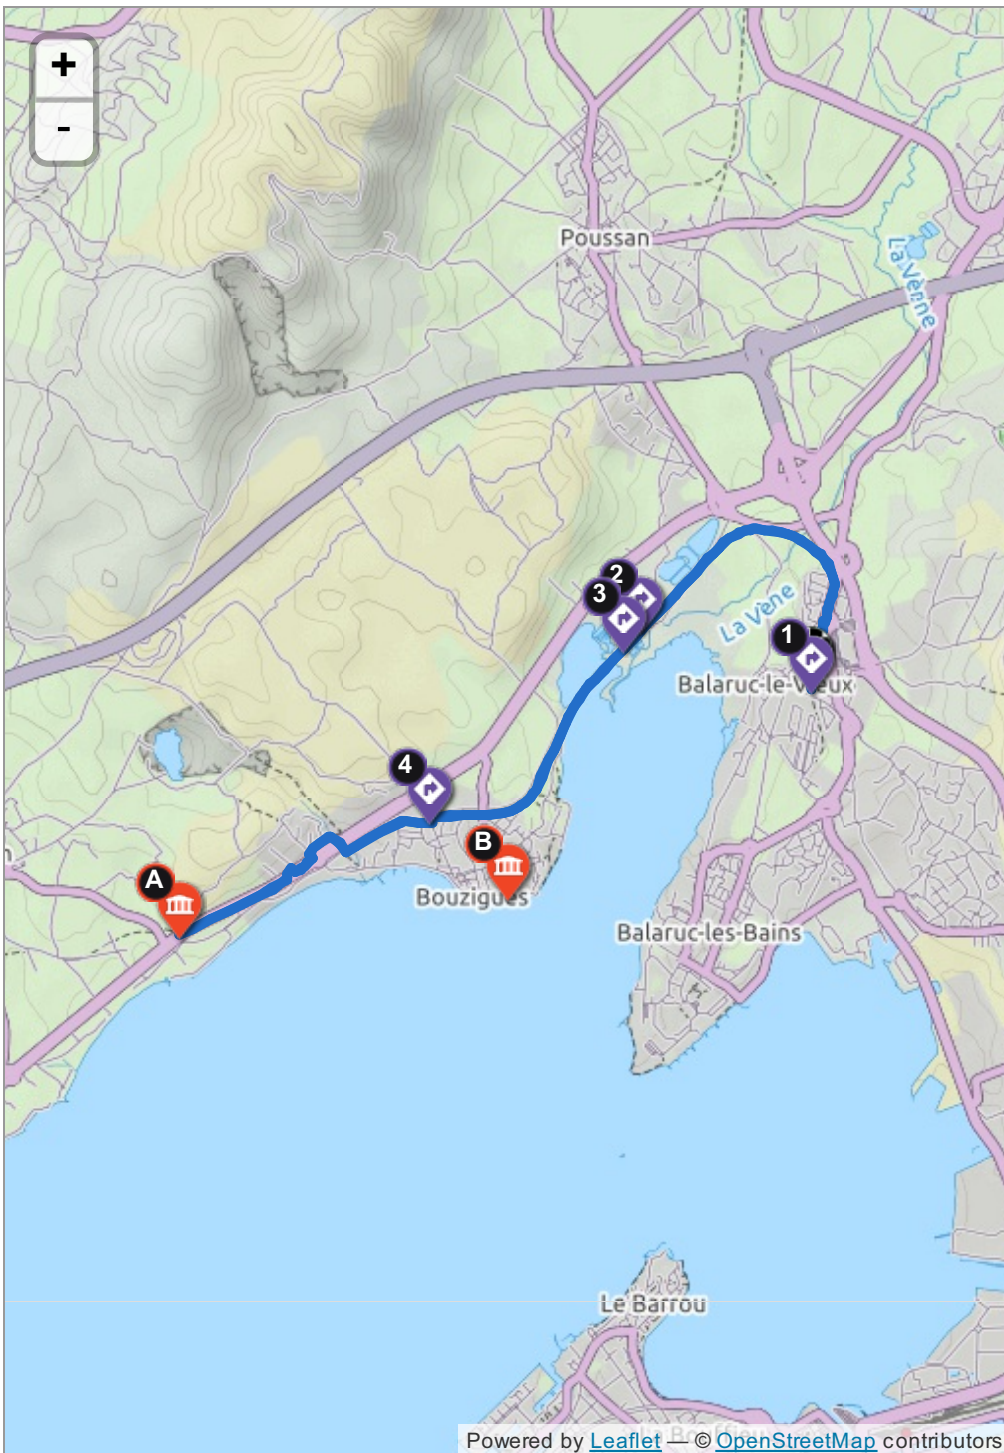 +
-
Poussan
La Vène
2
3
La Vène
1
Balaruc-le-Vieux
4
B
A
Bouzigues
Balaruc-les-Bains
Le Barrou
Powered by Leaflet — © OpenStreetMap contributors